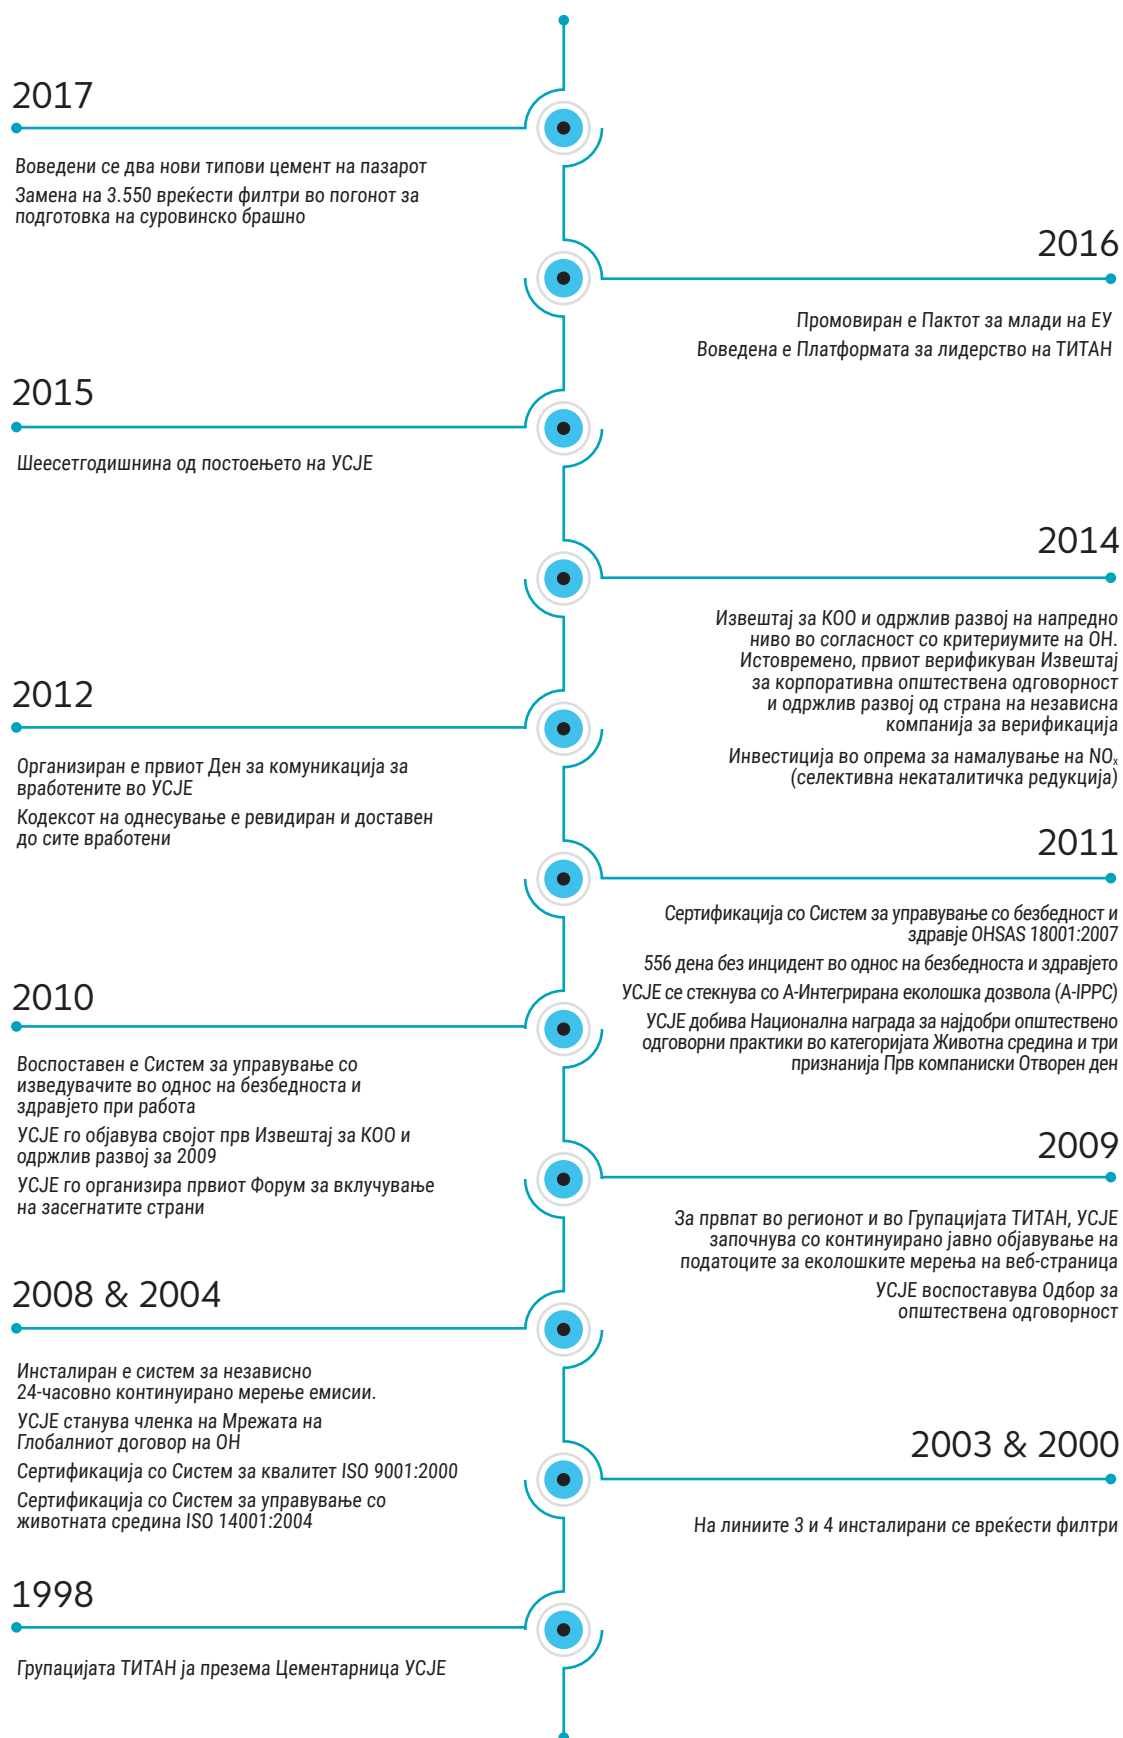 2017
Воведени се два нови типови цемент на пазарот
Замена на 3.550 вреќести филтри во погонот за
подготовка на суровинско брашно
2016
Промовиран е Пактот за млади на ЕУ
Воведена е Платформата за лидерство на ТИТАН
2015
Шеесетгодишнина од постоењето на УСЈЕ
2014
Извештај за КОО и одржлив развој на напредно
ниво во согласност со критериумите на ОН.
Истовремено, првиот верификуван Извештај
за корпоративна општествена одговорност
и одржлив развој од страна на независна
компанија за верификација
Инвестиција во опрема за намалување на NOₓ
(селективна некаталитичка редукција)
2012
Организиран е првиот Ден за комуникација за
вработените во УСЈЕ
Кодексот на однесување е ревидиран и доставен
до сите вработени
2011
Сертификација со Систем за управување со безбедност и
здравје OHSAS 18001:2007
556 дена без инцидент во однос на безбедноста и здравјето
УСЈЕ се стекнува со А-Интегрирана еколошка дозвола (A-IPPC)
УСЈЕ добива Национална награда за најдобри општествено
одговорни практики во категоријата Животна средина и три
признанија Прв компаниски Отворен ден
2010
Воспоставен е Систем за управување со
изведувачите во однос на безбедноста и
здравјето при работа
УСЈЕ го објавува својот прв Извештај за КОО и
одржлив развој за 2009
УСЈЕ го организира првиот Форум за вклучување
на засегнатите страни
2009
За првпат во регионот и во Групацијата ТИТАН, УСЈЕ
започнува со континуирано јавно објавување на
податоците за еколошките мерења на веб-страница
УСЈЕ воспоставува Одбор за
општествена одговорност
2008 & 2004
Инсталиран е систем за независно
24-часовно континуирано мерење емисии.
УСЈЕ станува членка на Мрежата на
Глобалниот договор на ОН
Сертификација со Систем за квалитет ISO 9001:2000
Сертификација со Систем за управување со
животната средина ISO 14001:2004
2003 & 2000
На линиите 3 и 4 инсталирани се вреќести филтри
1998
Групацијата ТИТАН ја презема Цементарница УСЈЕ